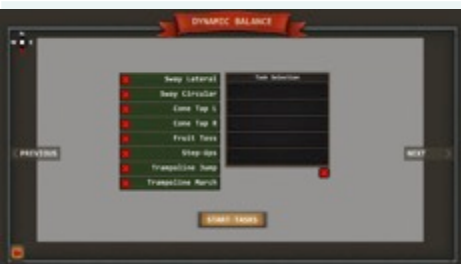 DYNAMIC BALANCE
Sway Lateral
Sway Circular
Cone Tap L
Cone Tap R
Fruit Toss
Step-Ups
Trampoline Jump
Trampoline March
Task Selection
PREVIOUS
NEXT
START TASKS